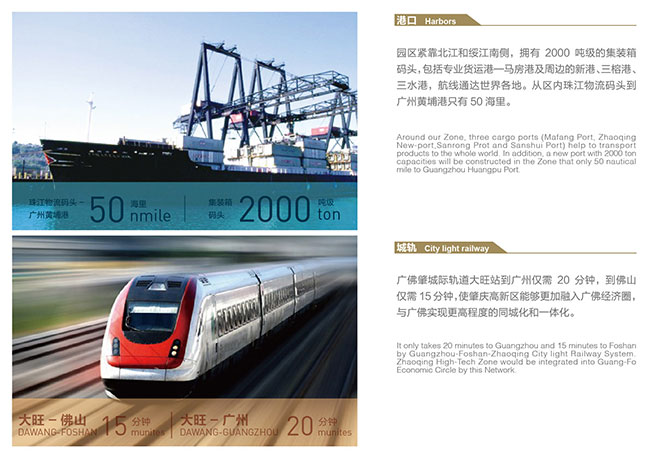 港口 Harbors
园区紧靠北江和绥江南侧，拥有 2000 吨级的集装箱
码头，包括专业货运港—马房港及周边的新港、三榕港、
三水港，航线通达世界各地。从区内珠江物流码头到
广州黄埔港只有 50 海里。
Around our Zone, three cargo ports (Mafang Port, Zhaoqing
New-port,Sanrong Prot and Sanshui Port) help to transport
products to the whole world. In addition, a new port with 2000 ton
capacities will be constructed in the Zone that only 50 nautical
mile to Guangzhou Huangpu Port.
珠江物流码头－
广州黄埔港
50 海里
nmile
集装箱
码头
2000 吨级
ton
城轨 City light railway
广佛肇城际轨道大旺站到广州仅需 20 分钟，到佛山
仅需 15 分钟，使肇庆高新区能够更加融入广佛经济圈，
与广佛实现更高程度的同城化和一体化。
It only takes 20 minutes to Guangzhou and 15 minutes to Foshan
by Guangzhou-Foshan-Zhaoqing City light Railway System.
Zhaoqing High-Tech Zone would be integrated into Guang-Fo
Economic Circle by this Network.
大旺－佛山
DAWANG-FOSHAN
15 分钟
munites
大旺－广州
DAWANG-GUANGZHOU
20 分钟
munites